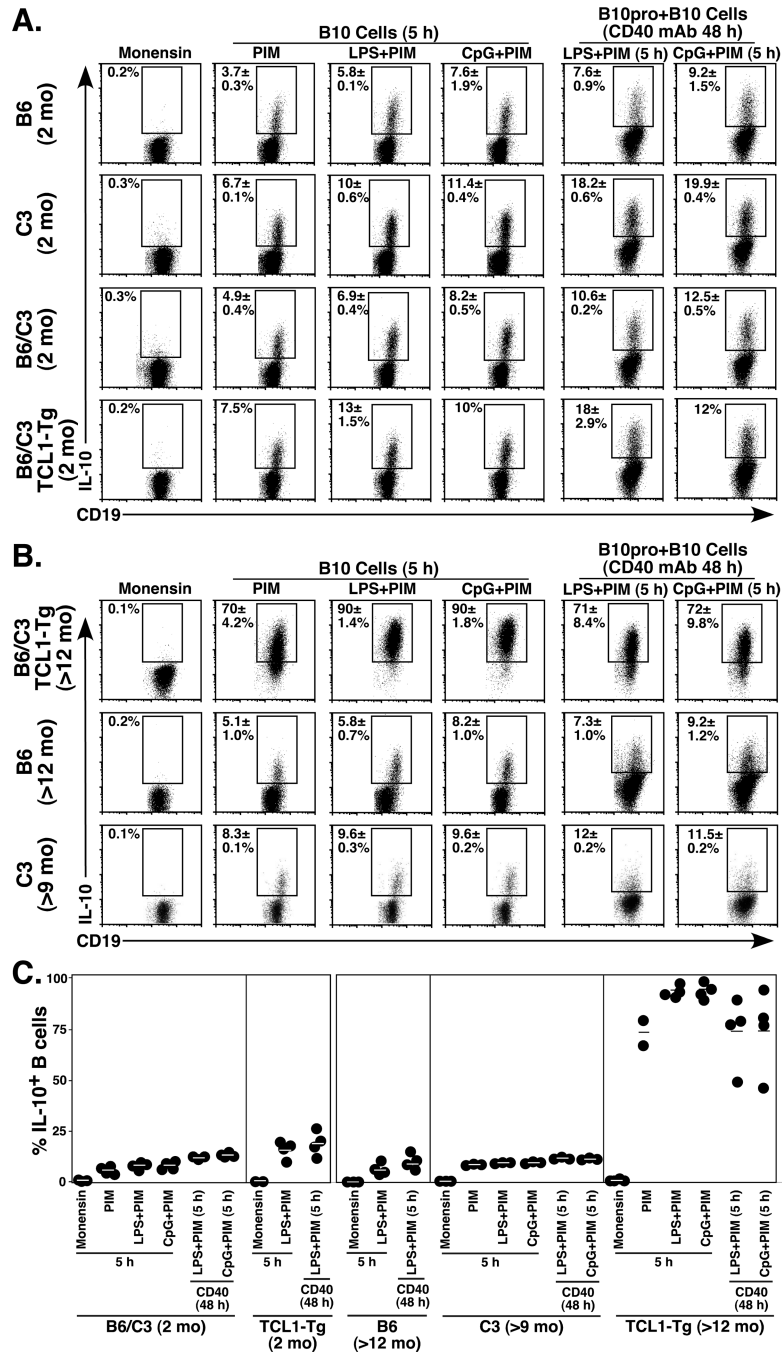 A.
B10 Cells (5 h)
B10pro+B10 Cells
(CD40 mAb 48 h)
Monensin PIM LPS+PIM CpG+PIM LPS+PIM (5 h) CpG+PIM (5 h)
B6
(2 mo)
0.2% 3.7± 5.8± 7.6± 7.6± 9.2±
0.3% 0.1% 1.9% 0.9% 1.5%
C3
(2 mo)
0.3% 6.7± 10± 11.4± 18.2± 19.9±
0.1% 0.6% 0.4% 0.6% 0.4%
B6/C3
(2 mo)
0.3% 4.9± 6.9± 8.2± 10.6± 12.5±
0.4% 0.4% 0.5% 0.2% 0.5%
B6/C3
TCL1-Tg
(2 mo)
0.2% 7.5% 13± 10% 18± 12%
1.5% 2.9%
IL-10
CD19
B.
B10 Cells (5 h)
B10pro+B10 Cells
(CD40 mAb 48 h)
Monensin PIM LPS+PIM CpG+PIM LPS+PIM (5 h) CpG+PIM (5 h)
B6/C3
TCL1-Tg
(>12 mo)
0.1% 70± 90± 90± 71± 72±
4.2% 1.4% 1.8% 8.4% 9.8%
B6
(>12 mo)
0.2% 5.1± 5.8± 8.2± 7.3± 9.2±
1.0% 0.7% 1.0% 1.0% 1.2%
C3
(>9 mo)
0.1% 8.3± 9.6± 9.6± 12± 11.5±
0.1% 0.3% 0.2% 0.2% 0.2%
IL-10
CD19
C.
% IL-10+ B cells
100
75
50
25
0
Monensin PIM LPS+PIM CpG+PIM LPS+PIM (5 h) CpG+PIM (5 h) Monensin LPS+PIM LPS+PIM (5 h) Monensin LPS+PIM LPS+PIM (5 h) Monensin PIM LPS+PIM CpG+PIM LPS+PIM (5 h) CpG+PIM (5 h) Monensin PIM LPS+PIM CpG+PIM LPS+PIM (5 h) CpG+PIM (5 h)
5 h CD40 5 h CD40 5 h CD40 5 h CD40 5 h CD40
(48 h) (48 h) (48 h) (48 h) (48 h)
B6/C3 (2 mo) TCL1-Tg B6 C3 (>9 mo) TCL1-Tg (>12 mo)
(2 mo) (>12 mo)